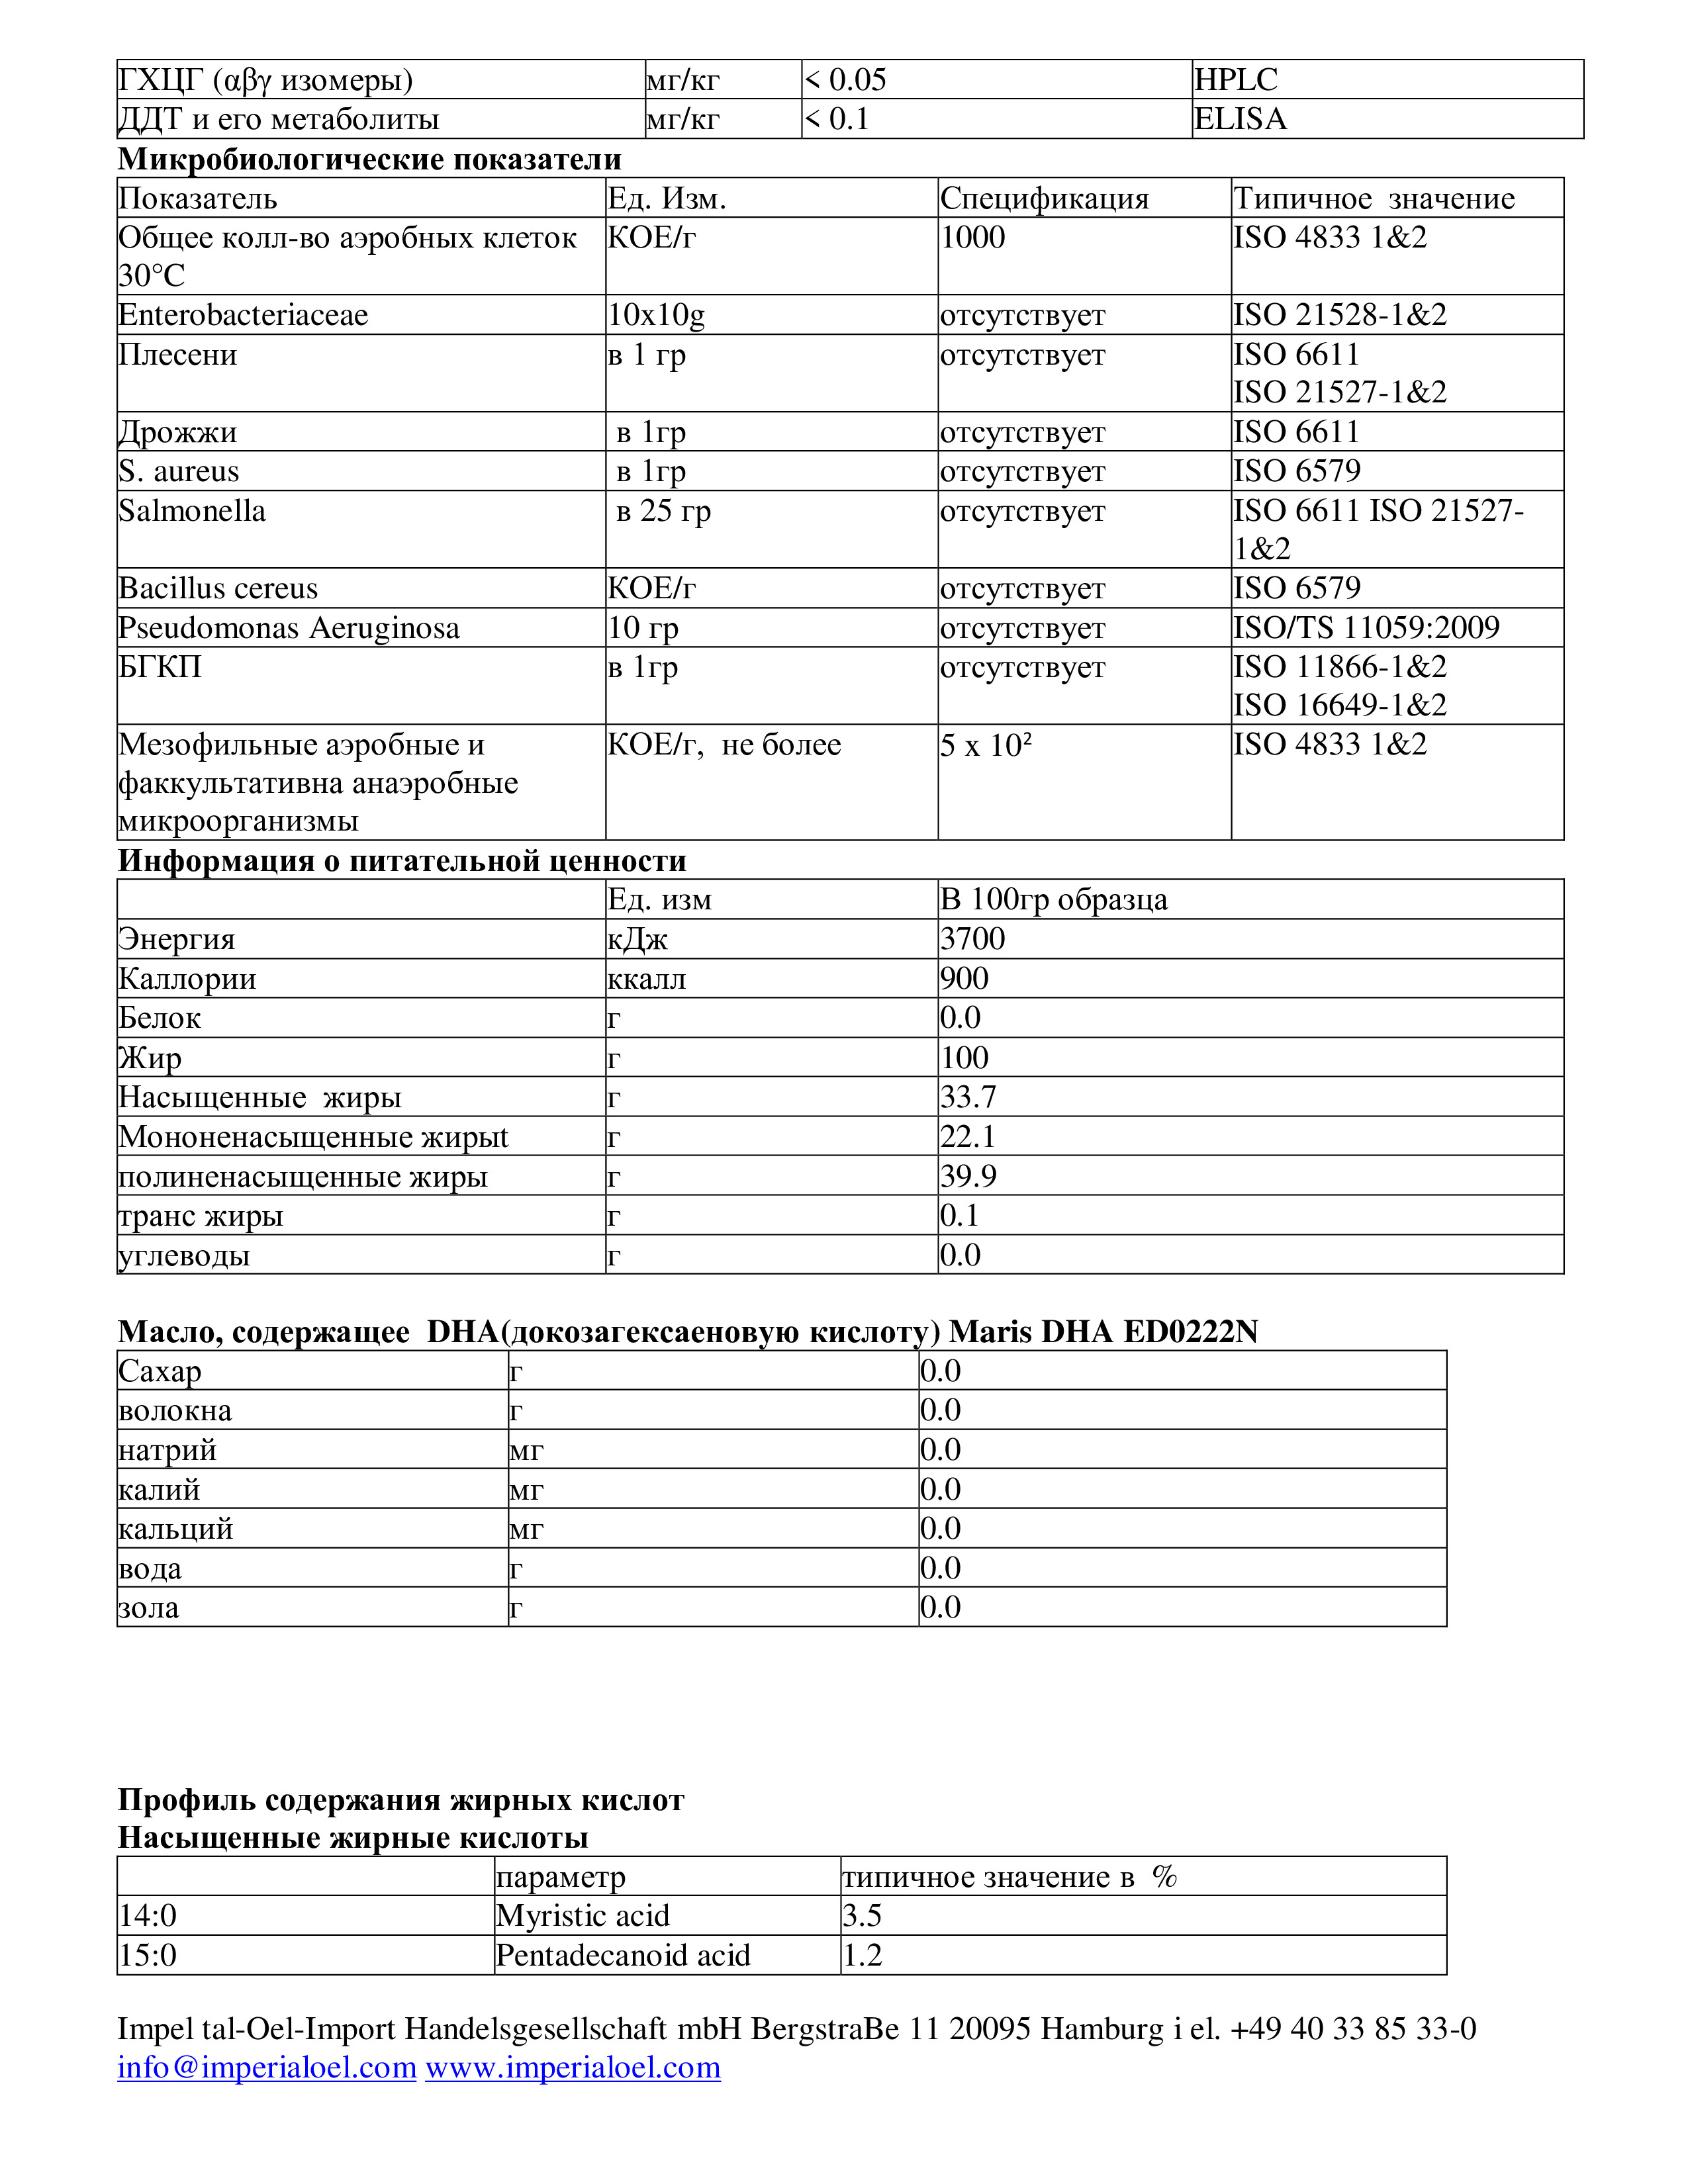 ГХЦГ (αβγ изомеры) мг/кг < 0.05 HPLC
ДДТ и его метаболиты мг/кг < 0.1 ELISA
Микробиологические показатели
Показатель Ед. Изм. Спецификация Типичное значение
Общее колл-во аэробных клеток КОЕ/г 1000 ISO 4833 1&2
30°C
Enterobacteriaceae 10x10g отсутствует ISO 21528-1&2
Плесени в 1 гр отсутствует ISO 6611
ISO 21527-1&2
Дрожжи в 1гр отсутствует ISO 6611
S. aureus в 1гр отсутствует ISO 6579
Salmonella в 25 гр отсутствует ISO 6611 ISO 21527-
1&2
Bacillus cereus КОЕ/г отсутствует ISO 6579
Pseudomonas Aeruginosa 10 гр отсутствует ISO/TS 11059:2009
БГКП в 1гр отсутствует ISO 11866-1&2
ISO 16649-1&2
Мезофильные аэробные и КОЕ/г, не более 5 x 10² ISO 4833 1&2
факкультативна анаэробные
микроорганизмы
Информация о питательной ценности
Ед. изм В 100гр образца
Энергия кДж 3700
Каллории ккалл 900
Белок г 0.0
Жир г 100
Насыщенные жиры г 33.7
Мононенасыщенные жирыt г 22.1
полиненасыщенные жиры г 39.9
транс жиры г 0.1
углеводы г 0.0
Масло, содержащее DHA(докозагексаеновую кислоту) Maris DHA ED0222N
Сахар г 0.0
волокна г 0.0
натрий мг 0.0
калий мг 0.0
кальций мг 0.0
вода г 0.0
зола г 0.0
Профиль содержания жирных кислот
Насыщенные жирные кислоты
параметр типичное значение в %
14:0 Myristic acid 3.5
15:0 Pentadecanoid acid 1.2
Impel tal-Oel-Import Handelsgesellschaft mbH BergstraBe 11 20095 Hamburg i el. +49 40 33 85 33-0
info@imperialoel.com www.imperialoel.com